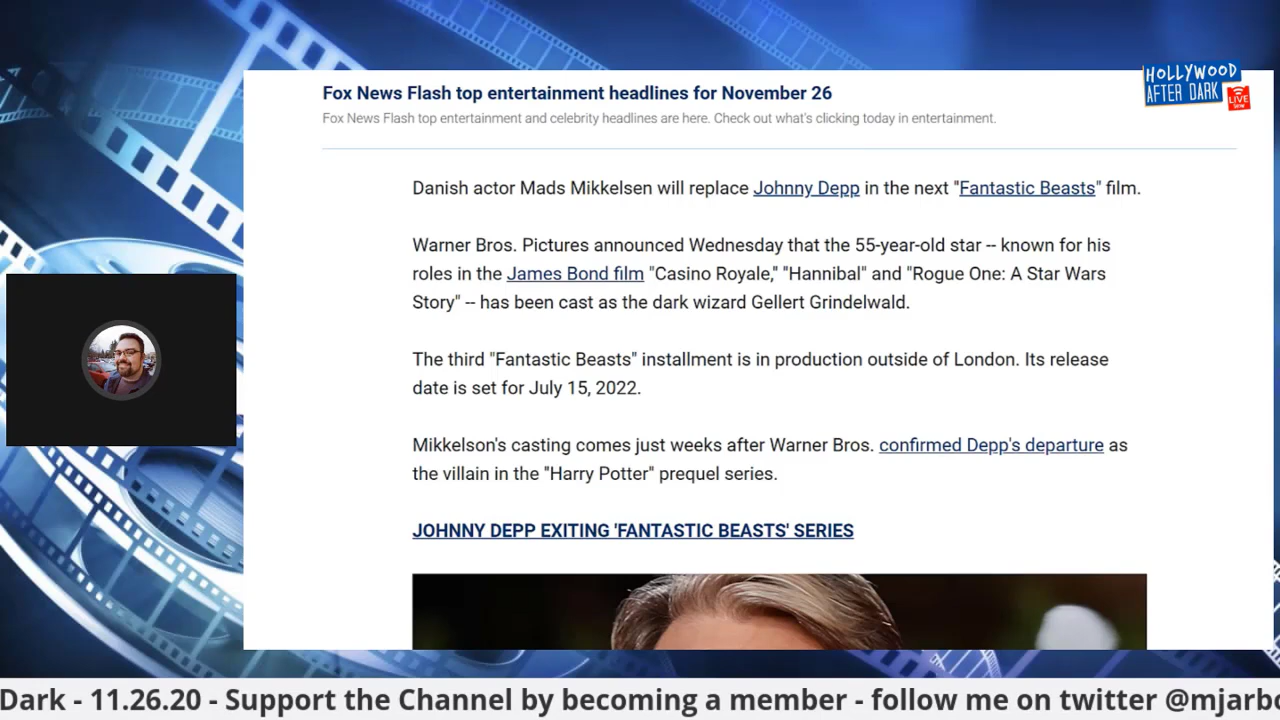 Fox News Flash top entertainment headlines for November 26
Fox News Flash top entertainment and celebrity headlines are here. Check out what's clicking today in entertainment.
HOLLYWOOD
AFTER DARK
LIVE
Danish actor Mads Mikkelsen will replace Johnny Depp in the next "Fantastic Beasts" film.
Warner Bros. Pictures announced Wednesday that the 55-year-old star -- known for his
roles in the James Bond film "Casino Royale," "Hannibal" and "Rogue One: A Star Wars
Story" -- has been cast as the dark wizard Gellert Grindelwald.
The third "Fantastic Beasts" installment is in production outside of London. Its release
date is set for July 15, 2022.
Mikkelson's casting comes just weeks after Warner Bros. confirmed Depp's departure as
the villain in the "Harry Potter" prequel series.
JOHNNY DEPP EXITING 'FANTASTIC BEASTS' SERIES
Dark - 11.26.20 - Support the Channel by becoming a member - follow me on twitter @mjarbo